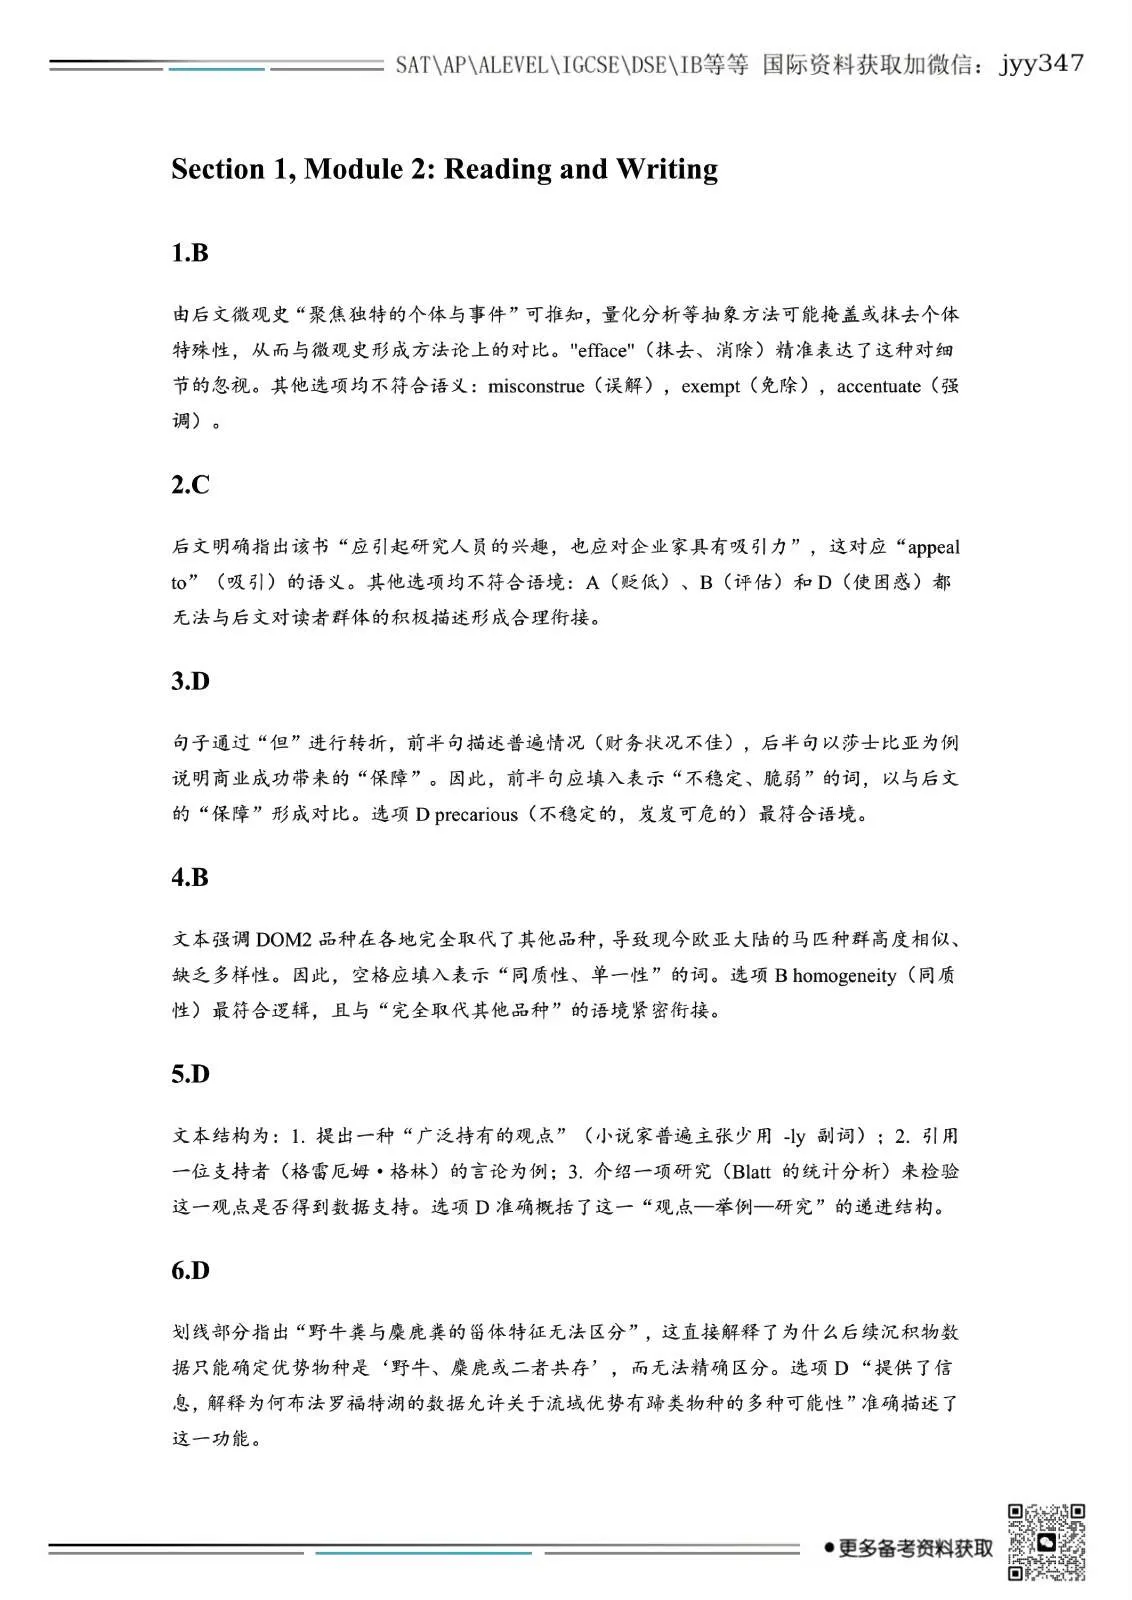 SAT\AP\ALEVEL\IGCSE\DSE\IB等等 国际资料获取加微信：jyy347
Section 1, Module 2: Reading and Writing
1.B
由后文微观史“聚焦独特的个体与事件”可推知，量化分析等抽象方法可能掩盖或抹去个体
特殊性，从而与微观史形成方法论上的对比。"efface"（抹去、消除）精准表达了这种对细
节的忽视。其他选项均不符合语义：misconstrue（误解），exempt（免除），accentuate（强
调）。
2.C
后文明确指出该书“应引起研究人员的兴趣，也应对企业家具有吸引力”，这对应“appeal
to”（吸引）的语义。其他选项均不符合语境：A（贬低）、B（评估）和 D（使困惑）都
无法与后文对读者群体的积极描述形成合理衔接。
3.D
句子通过“但”进行转折，前半句描述普遍情况（财务状况不佳），后半句以莎士比亚为例
说明商业成功带来的“保障”。因此，前半句应填入表示“不稳定、脆弱”的词，以与后文
的“保障”形成对比。选项 D precarious（不稳定的，岌岌可危的）最符合语境。
4.B
文本强调 DOM2 品种在各地完全取代了其他品种，导致现今欧亚大陆的马匹种群高度相似、
缺乏多样性。因此，空格应填入表示“同质性、单一性”的词。选项 B homogeneity（同质
性）最符合逻辑，且与“完全取代其他品种”的语境紧密衔接。
5.D
文本结构为：1. 提出一种“广泛持有的观点”（小说家普遍主张少用 -ly 副词）；2. 引用
一位支持者（格雷厄姆·格林）的言论为例；3. 介绍一项研究（Blatt 的统计分析）来检验
这一观点是否得到数据支持。选项 D 准确概括了这一“观点—举例—研究”的递进结构。
6.D
划线部分指出“野牛粪与麋鹿粪的甾体特征无法区分”，这直接解释了为什么后续沉积物数
据只能确定优势物种是‘野牛、麋鹿或二者共存’，而无法精确区分。选项 D “提供了信
息，解释为何布法罗福特湖的数据允许关于流域优势有蹄类物种的多种可能性”准确描述了
这一功能。
●更多备考资料获取